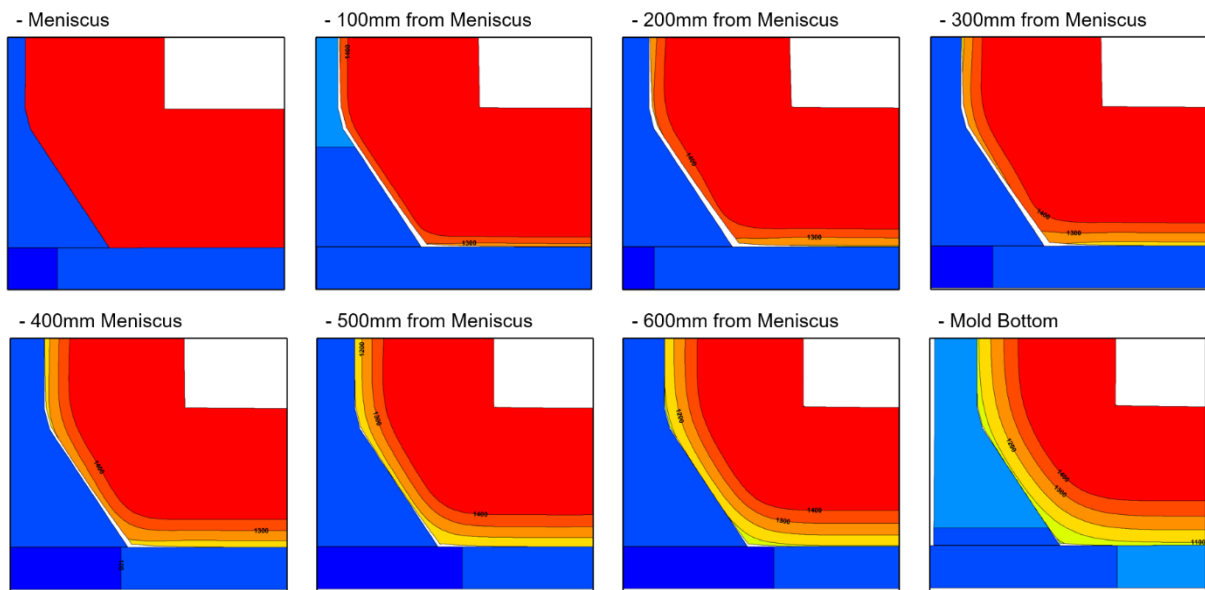 - Meniscus
- 100mm from Meniscus
- 200mm from Meniscus
- 300mm from Meniscus
1400
1300
1400
1300
1400
1300
- 400mm Meniscus
- 500mm from Meniscus
- 600mm from Meniscus
- Mold Bottom
1400
1300
1200
1300
1400
1200
1300
1400
1200
1400
1300
1100